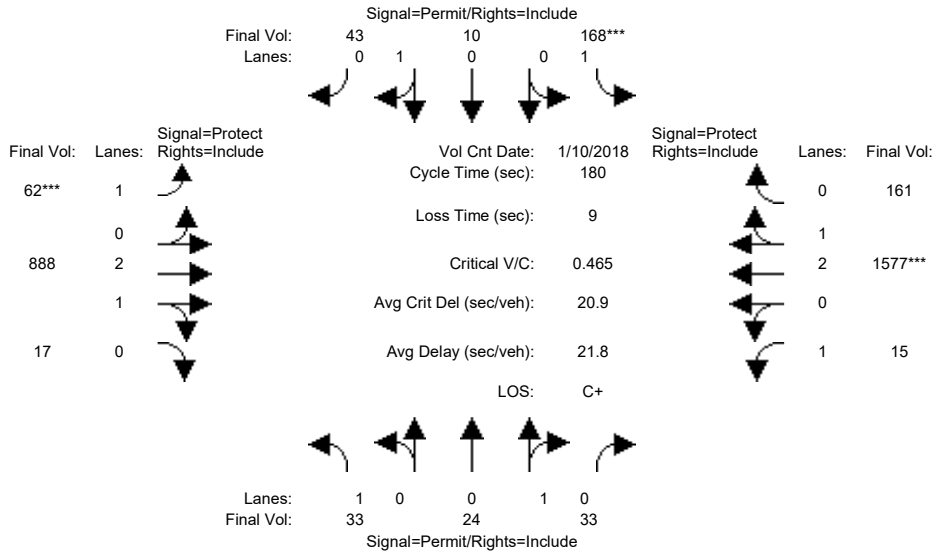 Signal=Permit/Rights=Include
Final Vol: 43 10 168***
Lanes: 0 1 0 0 1
Signal=Protect Signal=Protect
Final Vol: Lanes: Rights=Include Vol Cnt Date: 1/10/2018 Rights=Include Lanes: Final Vol:
Cycle Time (sec): 180
62*** 1 0 161
Loss Time (sec): 9
0 1
888 2 Critical V/C: 0.465 2 1577***
1 Avg Crit Del (sec/veh): 20.9 0
17 0 Avg Delay (sec/veh): 21.8 1 15
LOS: C+
Lanes: 1 0 0 1 0
Final Vol: 33 24 33
Signal=Permit/Rights=Include